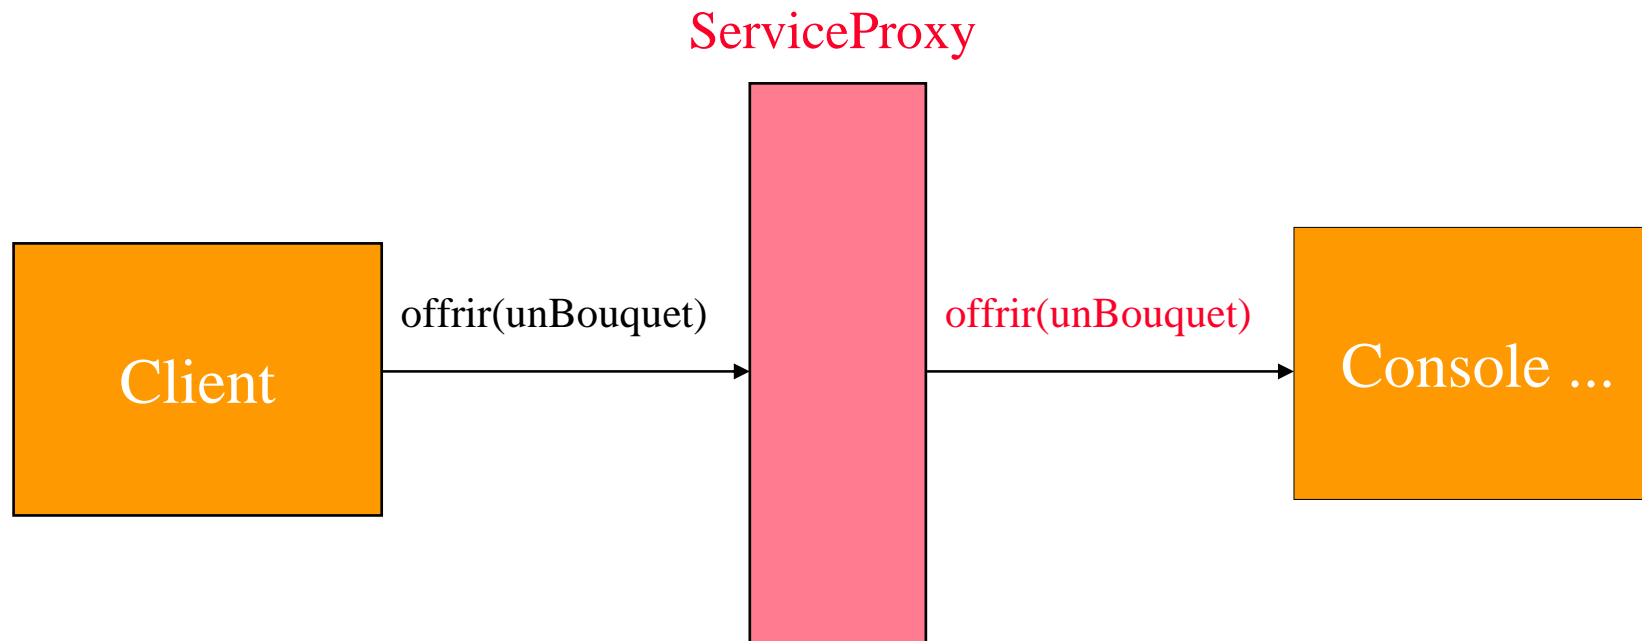 ServiceProxy
offrir(unBouquet)
offrir(unBouquet)
Client
Console ...